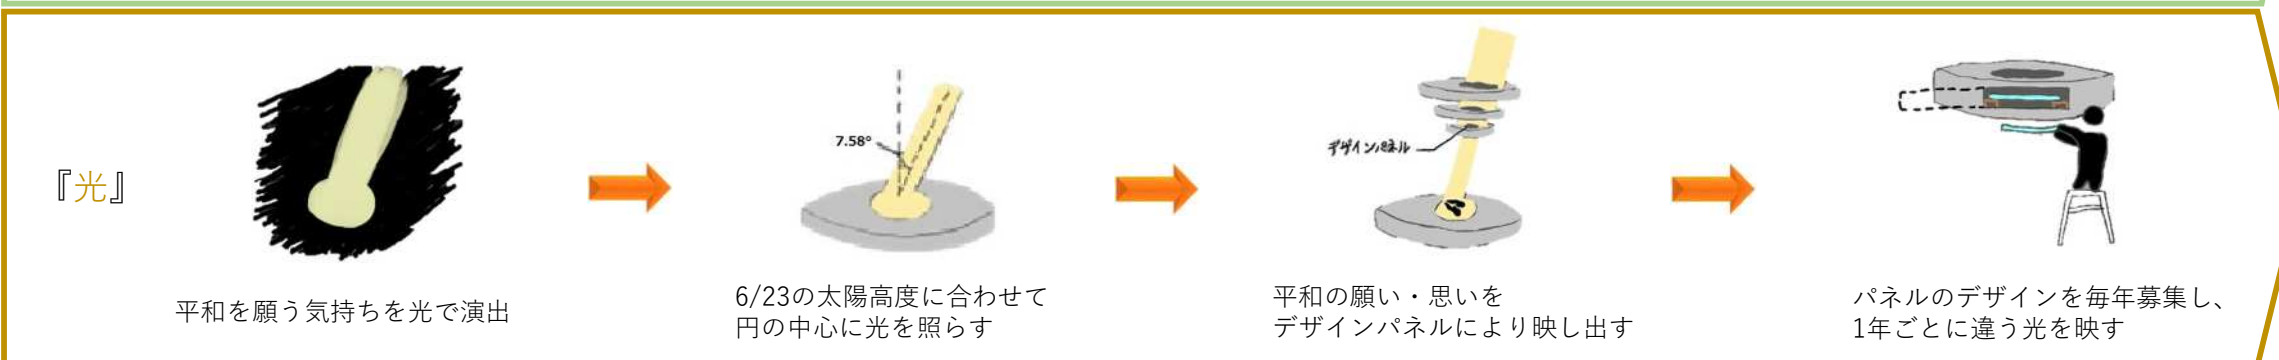 『光』
平和を願う気持ちを光で演出
7.58°
6/23の太陽高度に合わせて
円の中心に光を照らす
デザインパネル
平和の願い・思いを
デザインパネルにより映し出す
パネルのデザインを毎年募集し、
1年ごとに違う光を映す